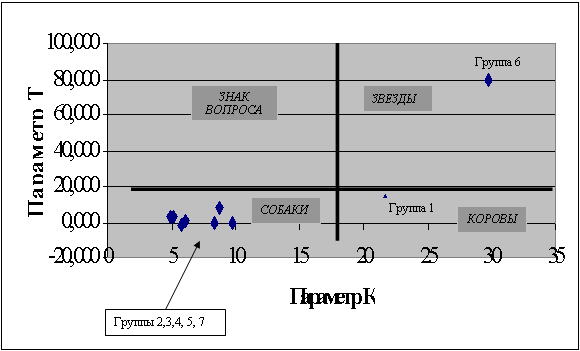 100,000
80,000
60,000
40,000
20,000
0,000
-20,000
Параметр Т
Группа 6
ЗНАК
ВОПРОСА
ЗВЕЗДЫ
СОБАКИ
Группа 1
КОРОВЫ
0 5 10 15 20 25 30 35
Параметр К
Группы 2,3,4, 5, 7